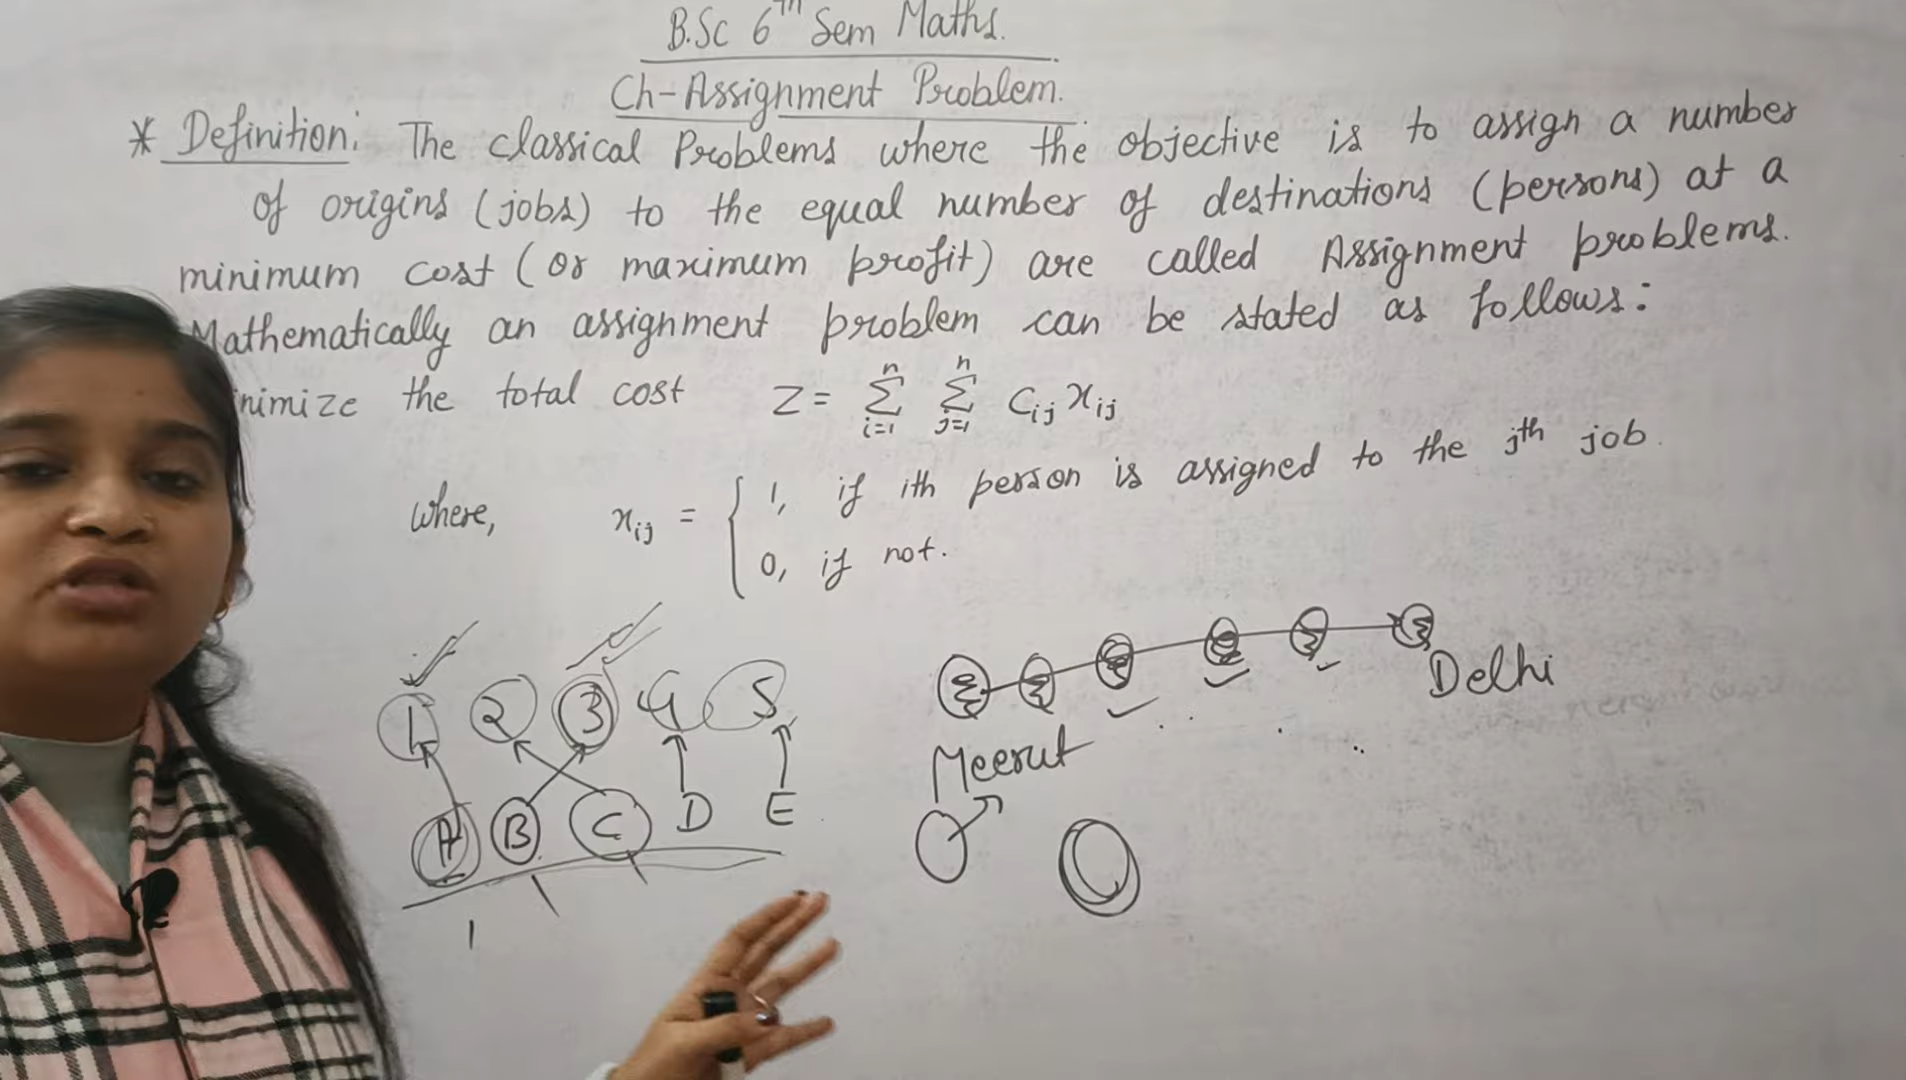 B.Sc 6th Sem Maths.
Ch-Assignment Problem.
* Definition: The classical Problems where the objective is to assign a number
of origins (jobs) to the equal number of destinations (persons) at a
minimum cost (or maximum profit) are called Assignment problems.
Mathematically an assignment problem can be stated as follows:
nimize the total cost Z = n Σ i=1 n Σ j=1 Cij xij
where, xij = { 1, if ith person is assigned to the jth job.
0, if not.
1 2 3 4 5
A B C D E
Delhi
Meerut